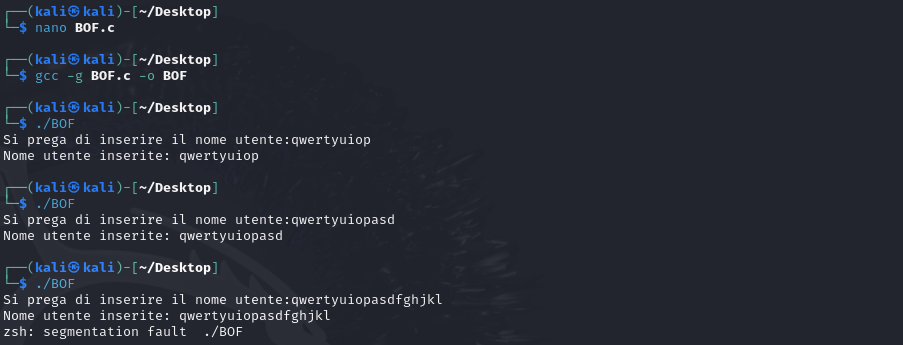 ┌──(kali㉿kali)-[~/Desktop]
└─$ nano BOF.c
┌──(kali㉿kali)-[~/Desktop]
└─$ gcc -g BOF.c -o BOF
┌──(kali㉿kali)-[~/Desktop]
└─$ ./BOF
Si prega di inserire il nome utente:qwertyuiop
Nome utente inserite: qwertyuiop
┌──(kali㉿kali)-[~/Desktop]
└─$ ./BOF
Si prega di inserire il nome utente:qwertyuiopasd
Nome utente inserite: qwertyuiopasd
┌──(kali㉿kali)-[~/Desktop]
└─$ ./BOF
Si prega di inserire il nome utente:qwertyuiopasdfghjkl
Nome utente inserite: qwertyuiopasdfghjkl
zsh: segmentation fault  ./BOF